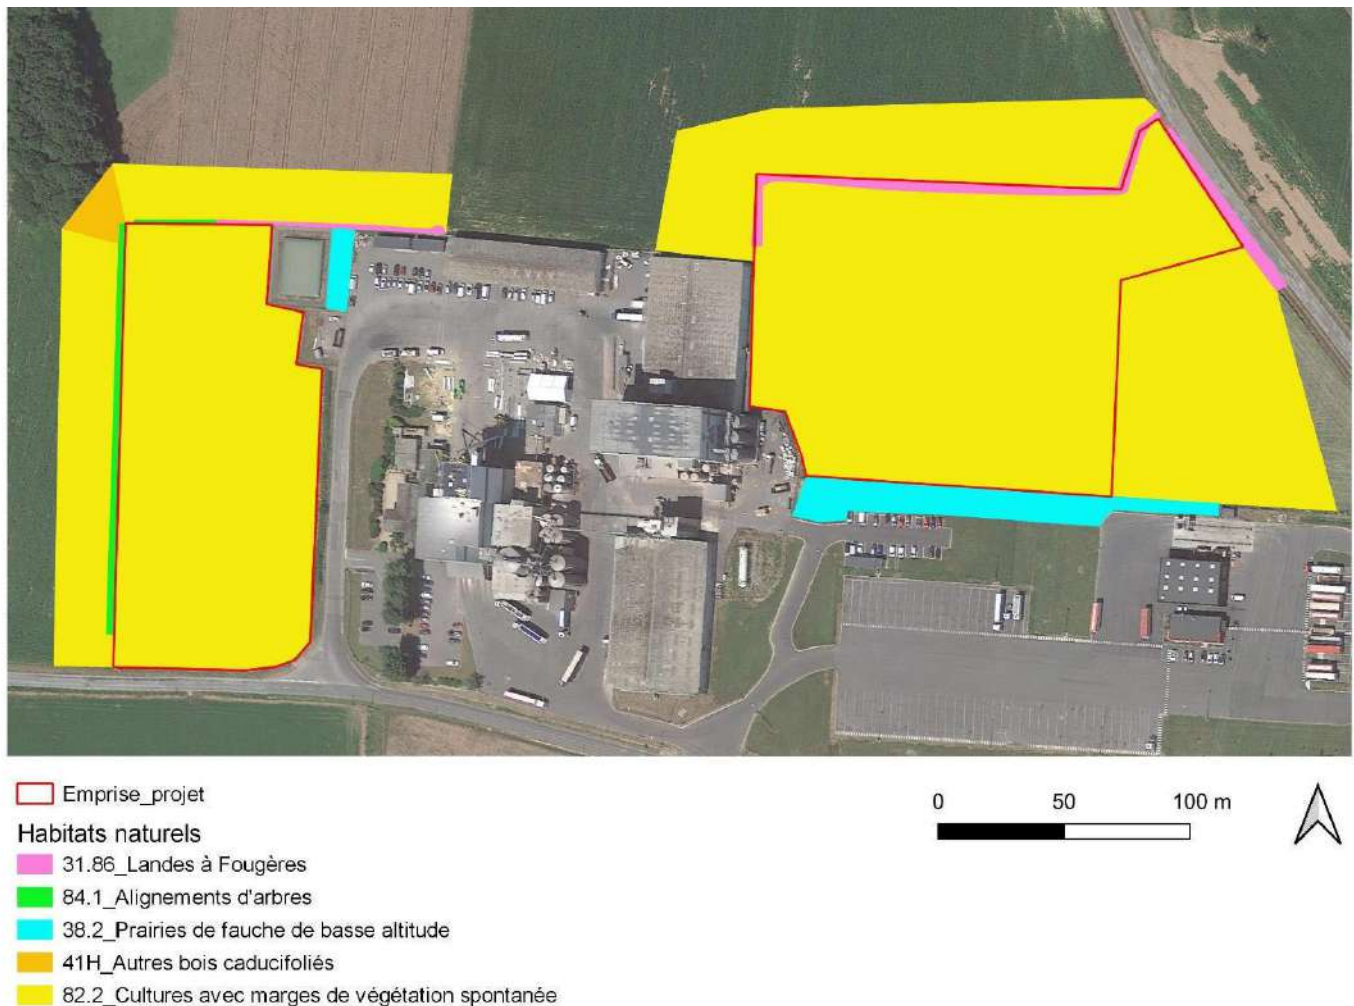 Emprise_projet
0 50 100 m
Habitats naturels
31.86_Landes à Fougères
84.1_Alignements d'arbres
38.2_Prairies de fauche de basse altitude
41H_Autres bois caducifoliés
82.2_Cultures avec marges de végétation spontanée